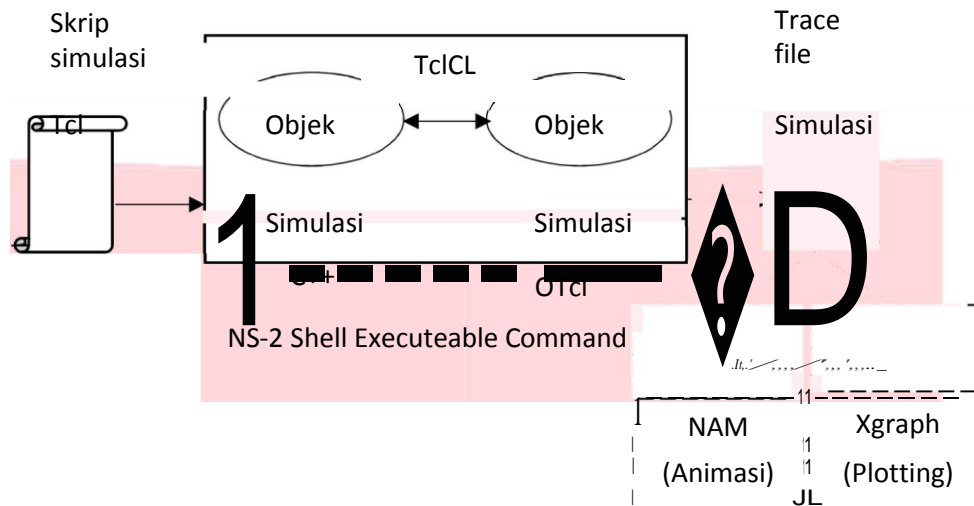 Skrip
simulasi
Tcl
TclCL
Objek
Simulasi
C++
Objek
Simulasi
OTcl
NS-2 Shell Executeable Command
Trace
file
Simulasi
1
?
D
NAM
(Animasi)
Xgraph
(Plotting)